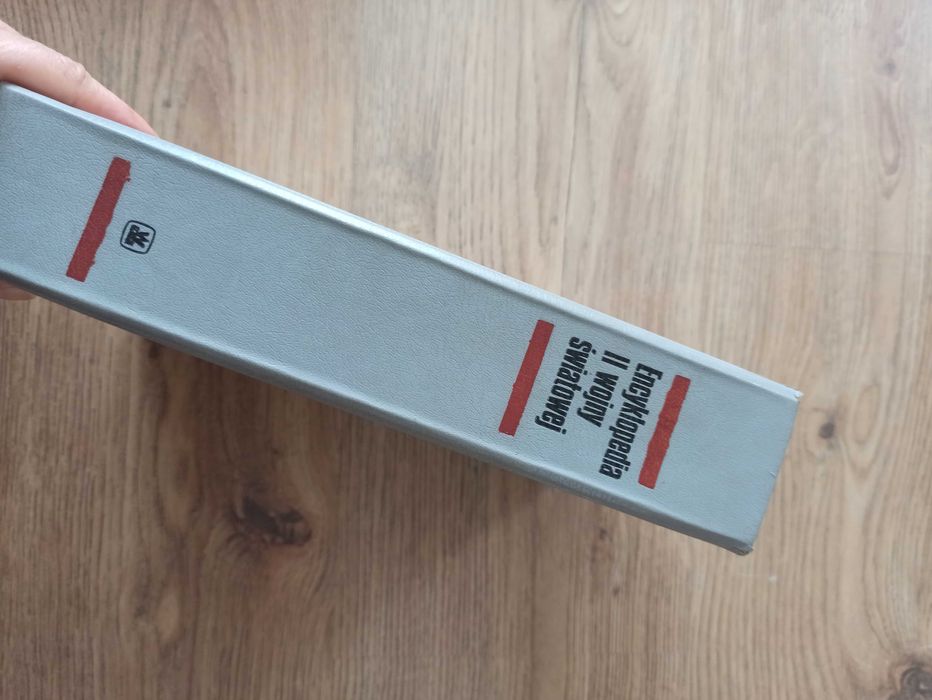 Encyklopedia
II wojny
światowej